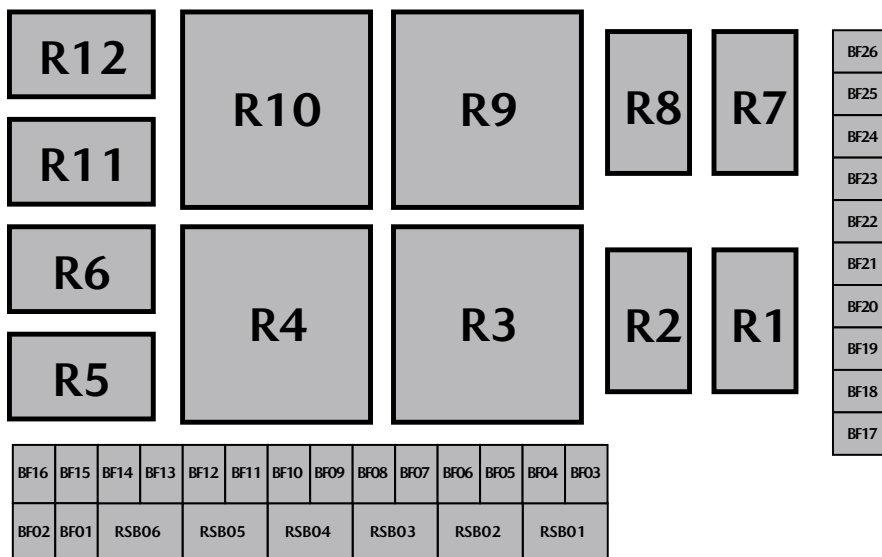 R12 R10 R9 R8 R7
R11
R6 R4 R3 R2 R1
R5
BF26
BF25
BF24
BF23
BF22
BF21
BF20
BF19
BF18
BF17
BF16 BF15 BF14 BF13 BF12 BF11 BF10 BF09 BF08 BF07 BF06 BF05 BF04 BF03
BF02 BF01 RSB06 RSB05 RSB04 RSB03 RSB02 RSB01